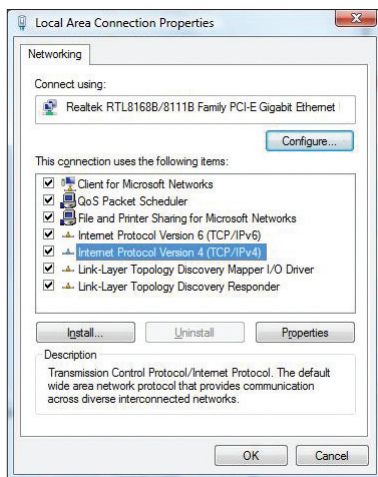 Local Area Connection Properties
Networking
Connect using:
Realtek RTL8168B/8111B Family PCI-E Gigabit Ethernet
Configure...
This connection uses the following items:
Client for Microsoft Networks
QoS Packet Scheduler
File and Printer Sharing for Microsoft Networks
Internet Protocol Version 6 (TCP/IPv6)
Internet Protocol Version 4 (TCP/IPv4)
Link-Layer Topology Discovery Mapper I/O Driver
Link-Layer Topology Discovery Responder
Install... Uninstall Properties
Description
Transmission Control Protocol/Internet Protocol. The default
wide area network protocol that provides communication
across diverse interconnected networks.
OK Cancel